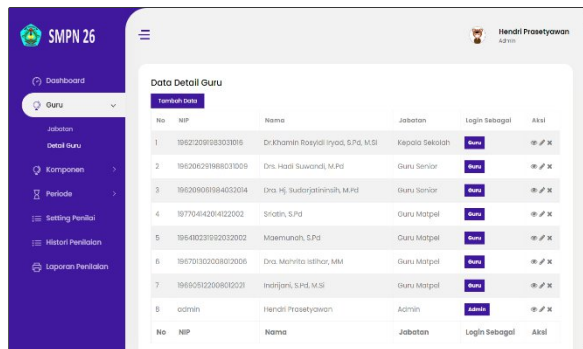 SMPN 26
Hendri Prasetyawan
Admin
Dashboard
Guru
Jabatan
Detail Guru
Komponen
Periode
Setting Penilai
Histori Penilaian
Laporan Penilaian
Data Detail Guru
Tambah Data
No NIP Nama Jabatan Login Sebagai Aksi
1 196212091983031016 Dr.Khamin Rosyidi Iryad, S.Pd, M.Si Kepala Sekolah Guru
2 196206291988031009 Drs. Hadi Suwandi, M.Pd Guru Senior Guru
3 196209061984032014 Dra. Hj. Sudarjatininsih, M.Pd Guru Senior Guru
4 197704142014122002 Sriatin, S.Pd Guru Matpel Guru
5 196410231992032002 Maemunah, S.Pd Guru Matpel Guru
6 196701302008012006 Dra. Mahrita Istihar, MM Guru Matpel Guru
7 196905122008012021 Indrijani, S.Pd, M.Si Guru Matpel Guru
8 admin Hendri Prasetyawan Admin Admin
No NIP Nama Jabatan Login Sebagai Aksi